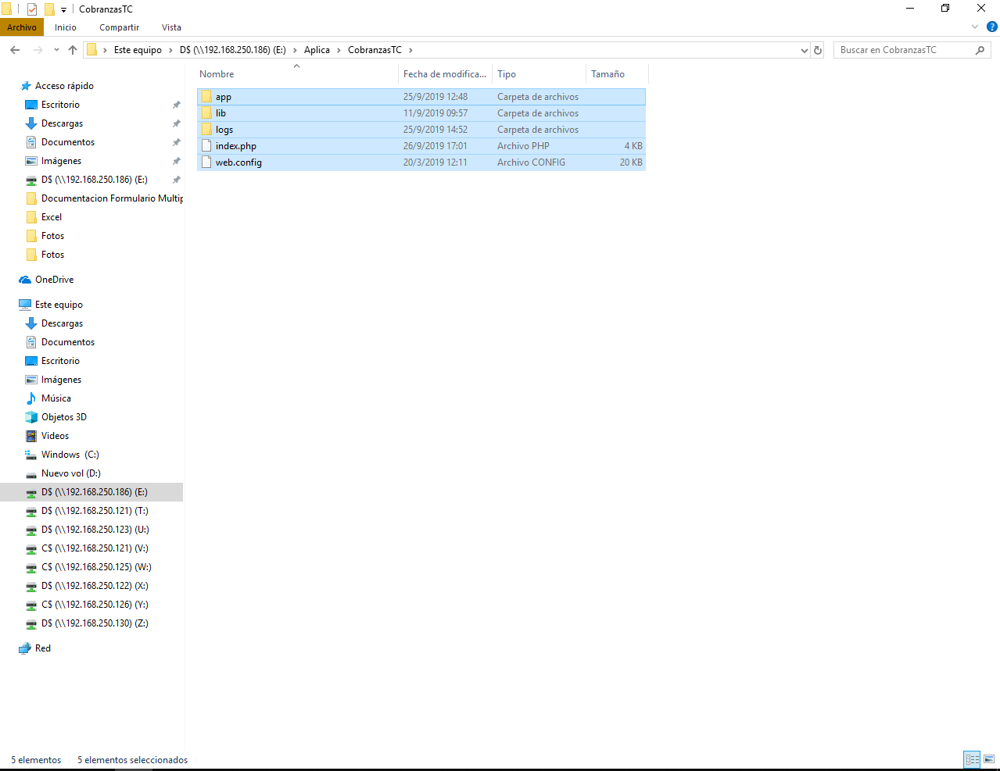 CobranzasTC
Archivo Inicio Compartir Vista
Este equipo D$ (\\192.168.250.186) (E:) Aplica CobranzasTC
Buscar en CobranzasTC
Nombre Fecha de modifica... Tipo Tamaño
app 25/9/2019 12:48 Carpeta de archivos
lib 11/9/2019 09:57 Carpeta de archivos
logs 25/9/2019 14:52 Carpeta de archivos
index.php 26/9/2019 17:01 Archivo PHP 4 KB
web.config 20/3/2019 12:11 Archivo CONFIG 20 KB
Acceso rápido
Escritorio
Descargas
Documentos
Imágenes
D$ (\\192.168.250.186) (E:)
Documentacion Formulario Multip
Excel
Fotos
Fotos
OneDrive
Este equipo
Descargas
Documentos
Escritorio
Imágenes
Música
Objetos 3D
Videos
Windows (C:)
Nuevo vol (D:)
D$ (\\192.168.250.186) (E:)
D$ (\\192.168.250.121) (T:)
D$ (\\192.168.250.123) (U:)
C$ (\\192.168.250.121) (V:)
C$ (\\192.168.250.125) (W:)
D$ (\\192.168.250.122) (X:)
C$ (\\192.168.250.126) (Y:)
D$ (\\192.168.250.130) (Z:)
Red
5 elementos 5 elementos seleccionados